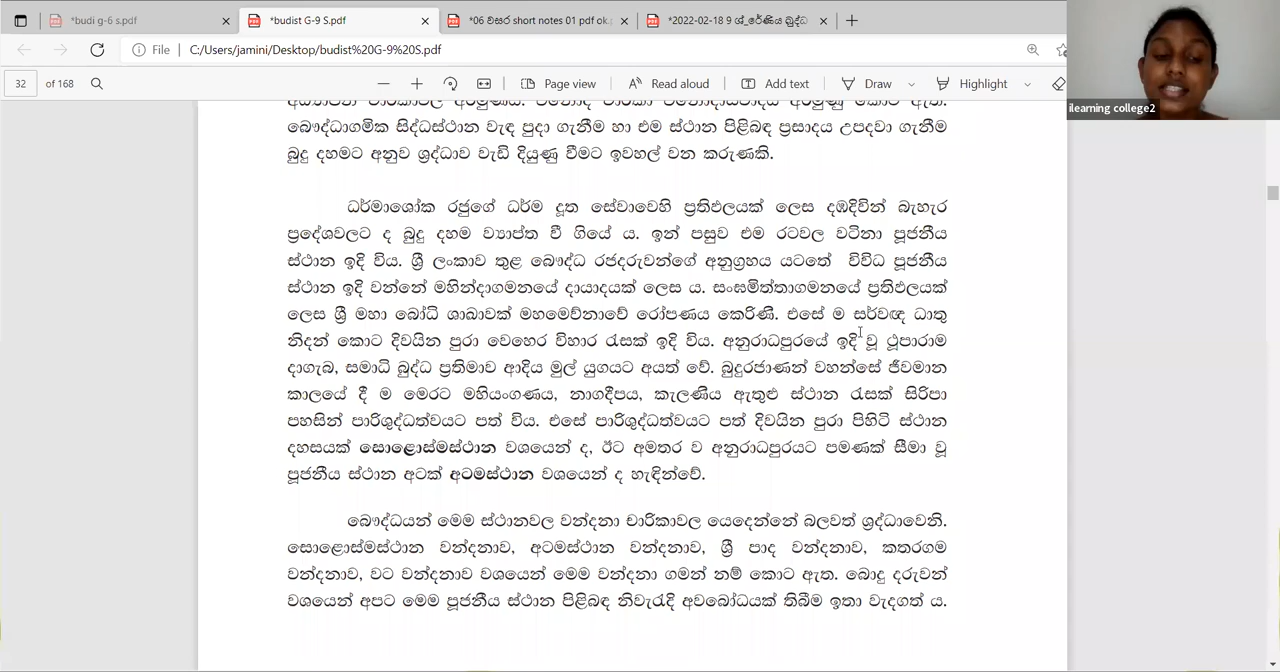 *budi g-6 s.pdf
*budist G-9 S.pdf
*06 වසර short notes 01 pdf ok.
*2022-02-18 9 ශ්‍රේණිය බුද්ධ
File C:/Users/jamini/Desktop/budist%20G-9%20S.pdf
32 of 168 Page view Read aloud Add text Draw Highlight
ilearning college2
බෞද්ධාගමික සිද්ධස්ථාන වැඳ පුදා ගැනීම හා එම ස්ථාන පිළිබඳ ප්‍රසාදය උපදවා ගැනීම
බුදු දහමට අනුව ශ්‍රද්ධාව වැඩි දියුණු වීමට ඉවහල් වන කරුණකි.
ධර්මාශෝක රජුගේ ධර්ම දූත සේවාවෙහි ප්‍රතිඵලයක් ලෙස දඹදිවින් බැහැර
ප්‍රදේශවලට ද බුදු දහම ව්‍යාප්ත වී ගියේ ය. ඉන් පසුව එම රටවල වටිනා පූජනීය
ස්ථාන ඉදි විය. ශ්‍රී ලංකාව තුළ බෞද්ධ රජදරුවන්ගේ අනුග්‍රහය යටතේ විවිධ පූජනීය
ස්ථාන ඉදි වන්නේ මහින්දාගමනයේ දායාදයක් ලෙස ය. සංඝමිත්තාගමනයේ ප්‍රතිඵලයක්
ලෙස ශ්‍රී මහා බෝධි ශාඛාවක් මහමෙව්නාවේ රෝපණය කෙරිණි. එසේ ම සර්වඥ ධාතු
නිදන් කොට දිවයින පුරා වෙහෙර විහාර රැසක් ඉදි විය. අනුරාධපුරයේ ඉදි වූ ථූපාරාම
දාගැබ, සමාධි බුද්ධ ප්‍රතිමාව ආදිය මුල් යුගයට අයත් වේ. බුදුරජාණන් වහන්සේ ජීවමාන
කාලයේ දී ම මෙරට මහියංගණය, නාගදීපය, කැලණිය ඇතුළු ස්ථාන රැසක් සිරිපා
පහසින් පාරිශුද්ධත්වයට පත් විය. එසේ පාරිශුද්ධත්වයට පත් දිවයින පුරා පිහිටි ස්ථාන
දහසයක් සොළොස්මස්ථාන වශයෙන් ද, ඊට අමතර ව අනුරාධපුරයට පමණක් සීමා වූ
පූජනීය ස්ථාන අටක් අටමස්ථාන වශයෙන් ද හැඳින්වේ.
බෞද්ධයන් මෙම ස්ථානවල වන්දනා චාරිකාවල යෙදෙන්නේ බලවත් ශ්‍රද්ධාවෙනි.
සොළොස්මස්ථාන වන්දනාව, අටමස්ථාන වන්දනාව, ශ්‍රී පාද වන්දනාව, කතරගම
වන්දනාව, වට වන්දනාව වශයෙන් මෙම වන්දනා ගමන් නම් කොට ඇත. බොදු දරුවන්
වශයෙන් අපට මෙම පූජනීය ස්ථාන පිළිබඳ නිවැරැදි අවබෝධයක් තිබීම ඉතා වැදගත් ය.